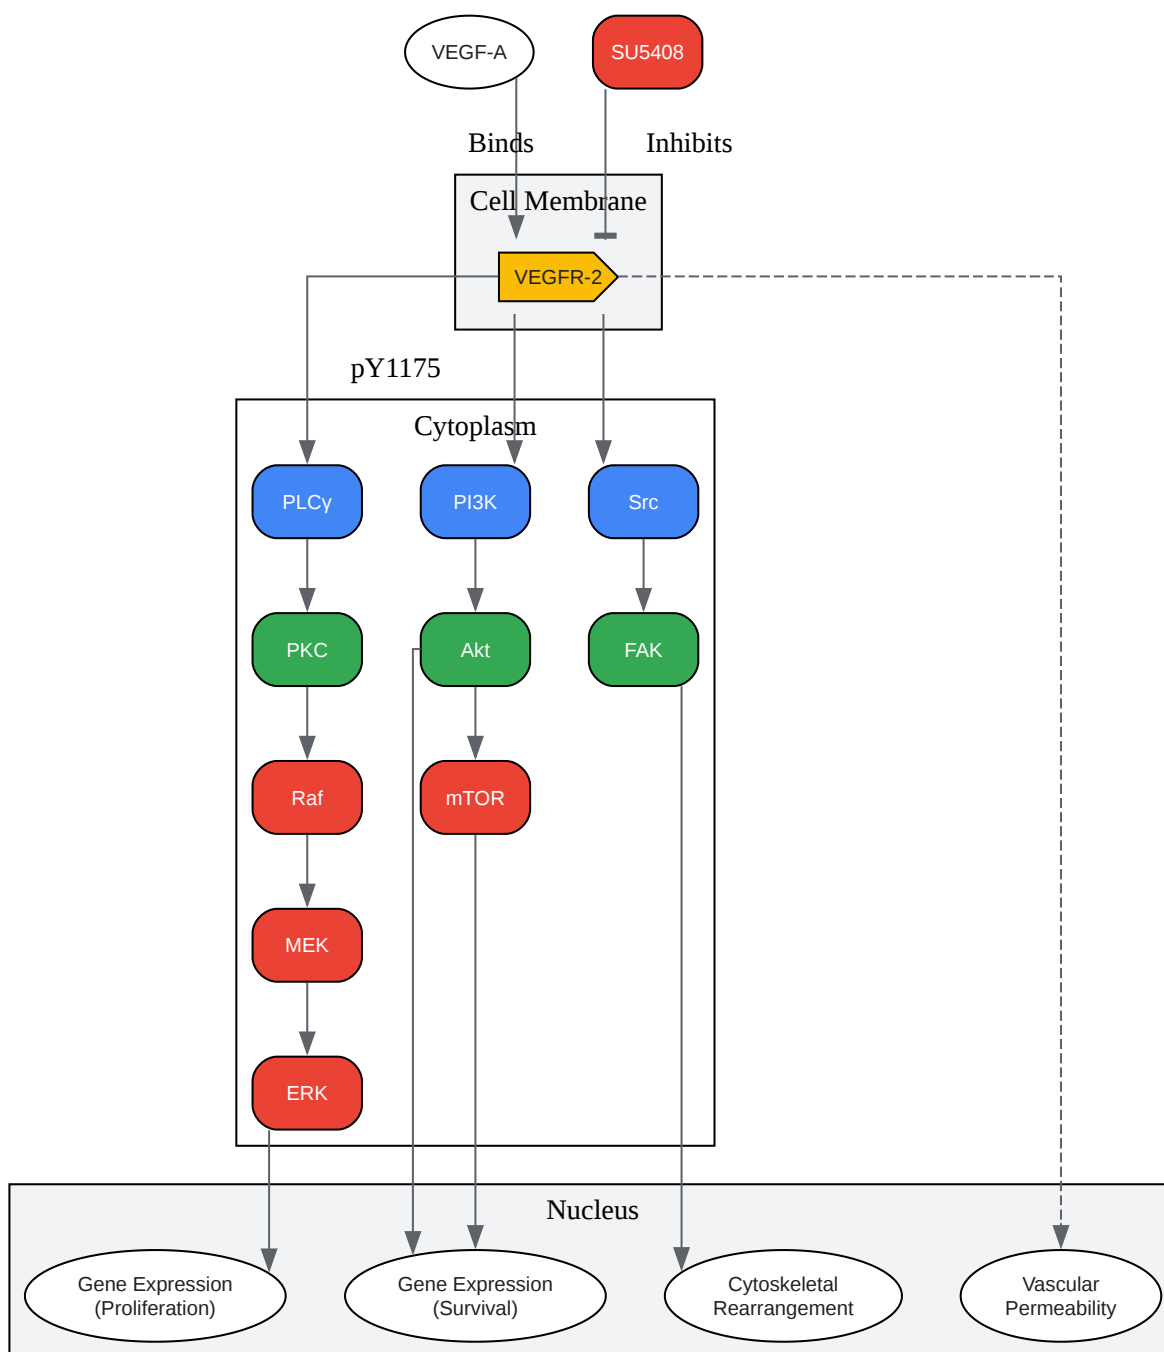 VEGF-A
SU5408
Binds
Inhibits
Cell Membrane
VEGFR-2
pY1175
Cytoplasm
PLCγ
PI3K
Src
PKC
Akt
FAK
Raf
mTOR
MEK
ERK
Nucleus
Gene Expression
(Proliferation)
Gene Expression
(Survival)
Cytoskeletal
Rearrangement
Vascular
Permeability